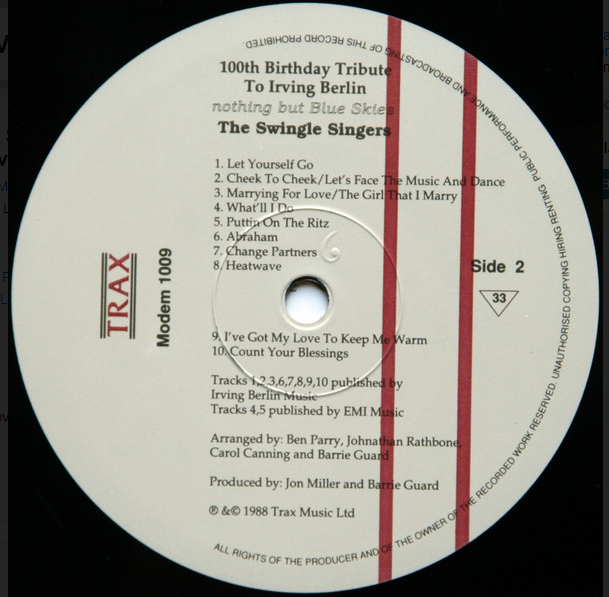 100th Birthday Tribute
To Irving Berlin
nothing but Blue Skies
The Swingle Singers
1. Let Yourself Go
2. Cheek To Cheek/Let's Face The Music And Dance
3. Marrying For Love/The Girl That I Marry
4. What'll I Do
5. Puttin On The Ritz
6. Abraham
7. Change Partners
8. Heatwave
9. I've Got My Love To Keep Me Warm
10. Count Your Blessings
Side 2
33
TRAX
Modem 1009
6
Tracks 1,2,3,6,7,8,9,10 published by
Irving Berlin Music
Tracks 4,5 published by EMI Music
Arranged by: Ben Parry, Johnathan Rathbone,
Carol Canning and Barrie Guard
Produced by: Jon Miller and Barrie Guard
℗ &© 1988 Trax Music Ltd
ALL RIGHTS OF THE PRODUCER AND OF THE OWNER OF THE RECORDED WORK RESERVED. UNAUTHORISED COPYING HIRING RENTING PUBLIC PERFORMANCE AND BROADCASTING OF THIS RECORD PROHIBITED